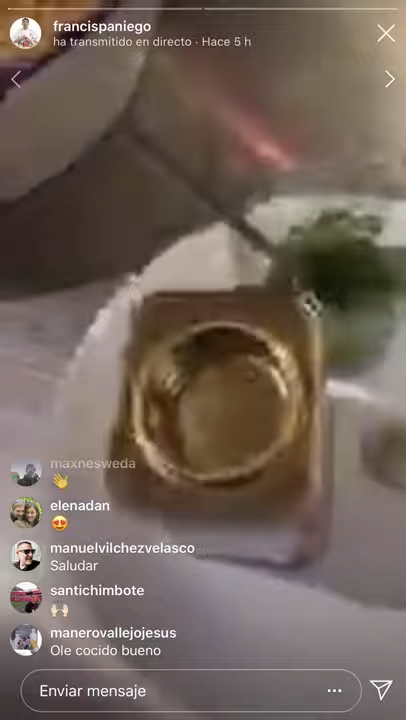 francispaniego
ha transmitido en directo · Hace 5 h
maxnesweda
👋
elenadan
😍
manuelvilchezvelasco
Saludar
santichimbote
🙌🏻
manerovallejojesus
Ole cocido bueno
Enviar mensaje